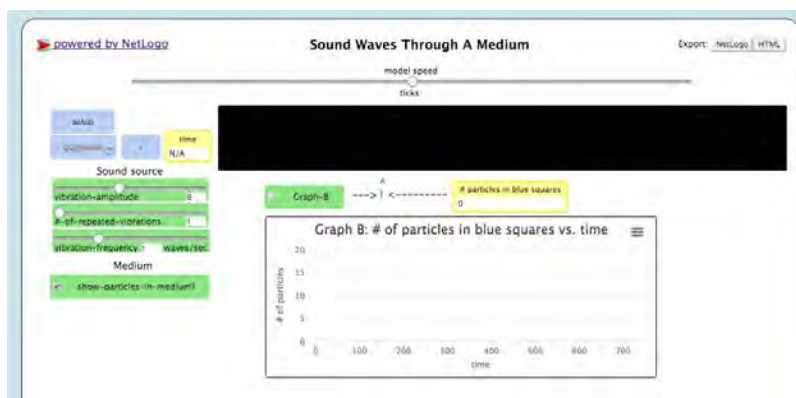 powered by NetLogo
Sound Waves Through A Medium
Export: NetLogo HTML
model speed
ticks
setup
time
N/A
Sound source
vibration-amplitude
# of-repeated-vibrations
vibration-frequency waves/sec
Medium
show-particles-in-medium?
Graph-B
---> <----------
# particles in blue squares
0
Graph B: # of particles in blue squares vs. time
# of particles
20
15
10
5
0
0 100 200 300 400 500 600 700
time